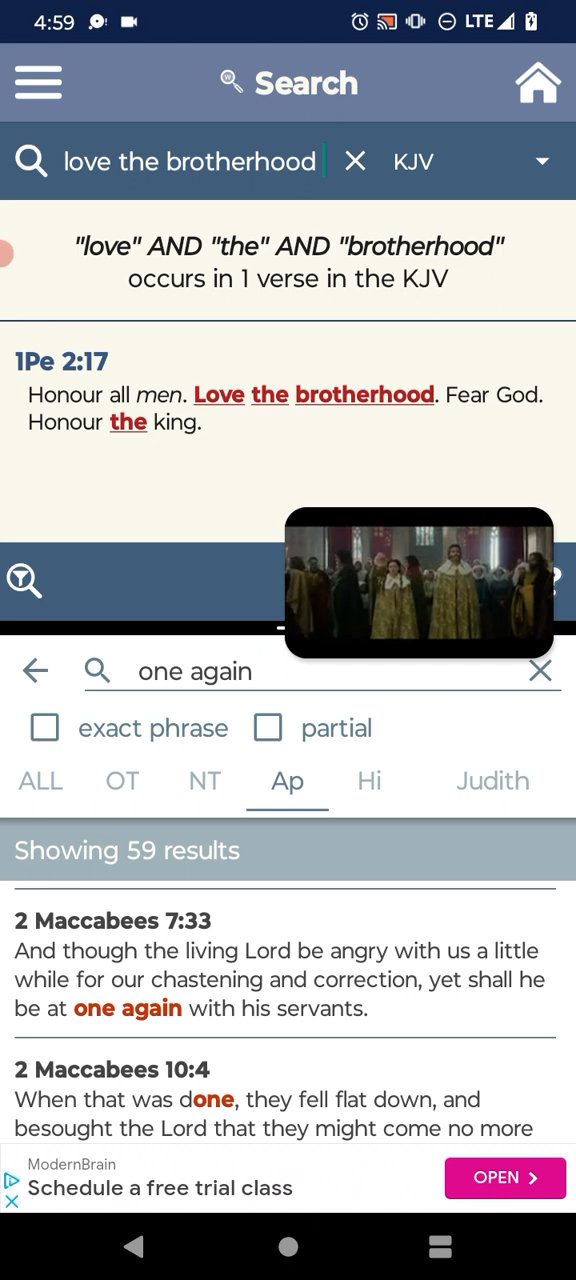 4:59 LTE
Search
love the brotherhood KJV
"love" AND "the" AND "brotherhood"
occurs in 1 verse in the KJV
1Pe 2:17
Honour all men. Love the brotherhood. Fear God.
Honour the king.
?
one again
exact phrase partial
ALL OT NT Ap Hi Judith
Showing 59 results
2 Maccabees 7:33
And though the living Lord be angry with us a little
while for our chastening and correction, yet shall he
be at one again with his servants.
2 Maccabees 10:4
When that was done, they fell flat down, and
besought the Lord that they might come no more
ModernBrain
Schedule a free trial class
OPEN